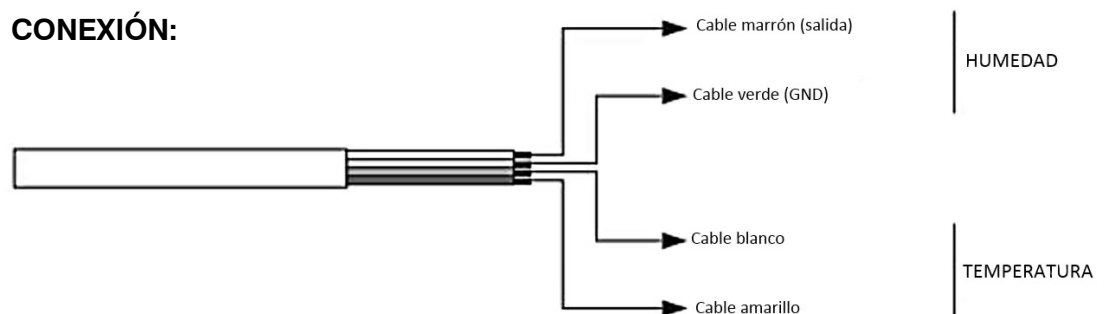 CONEXIÓN:
Cable marrón (salida)
HUMEDAD
Cable verde (GND)
Cable blanco
TEMPERATURA
Cable amarillo